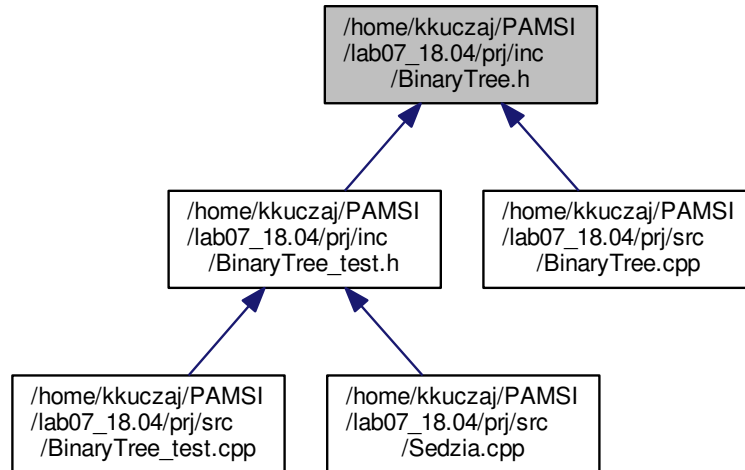 /home/kkuczaj/PAMSI
/lab07_18.04/prj/inc
/BinaryTree.h
/home/kkuczaj/PAMSI
/lab07_18.04/prj/inc
/BinaryTree_test.h
/home/kkuczaj/PAMSI
/lab07_18.04/prj/src
/BinaryTree.cpp
/home/kkuczaj/PAMSI
/lab07_18.04/prj/src
/BinaryTree_test.cpp
/home/kkuczaj/PAMSI
/lab07_18.04/prj/src
/Sedzia.cpp